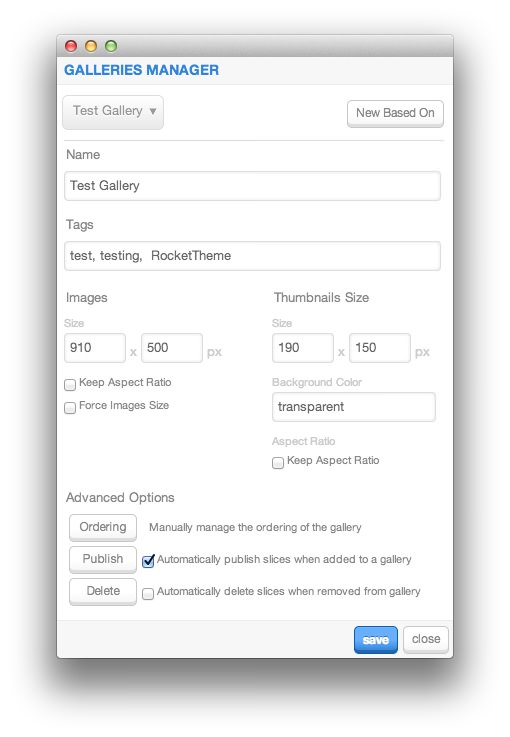 GALLERIES MANAGER
Test Gallery ▾ New Based On
Name
Test Gallery
Tags
test, testing, RocketTheme
Images Thumbnails Size
Size Size
910 x 500 px 190 x 150 px
Keep Aspect Ratio Background Color
Force Images Size transparent
Aspect Ratio
Keep Aspect Ratio
Advanced Options
Ordering Manually manage the ordering of the gallery
Publish Automatically publish slices when added to a gallery
Delete Automatically delete slices when removed from gallery
save close